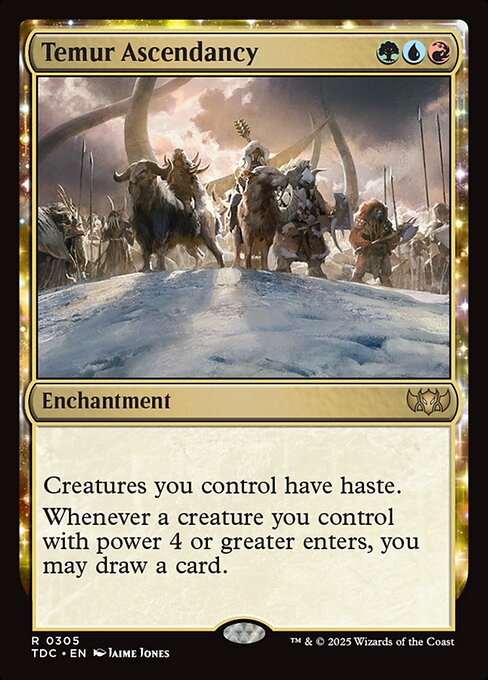 Temur Ascendancy
Enchantment
Creatures you control have haste.
Whenever a creature you control
with power 4 or greater enters, you
may draw a card.
R 0305
™ & © 2025 Wizards of the Coast
TDC • EN Jaime Jones